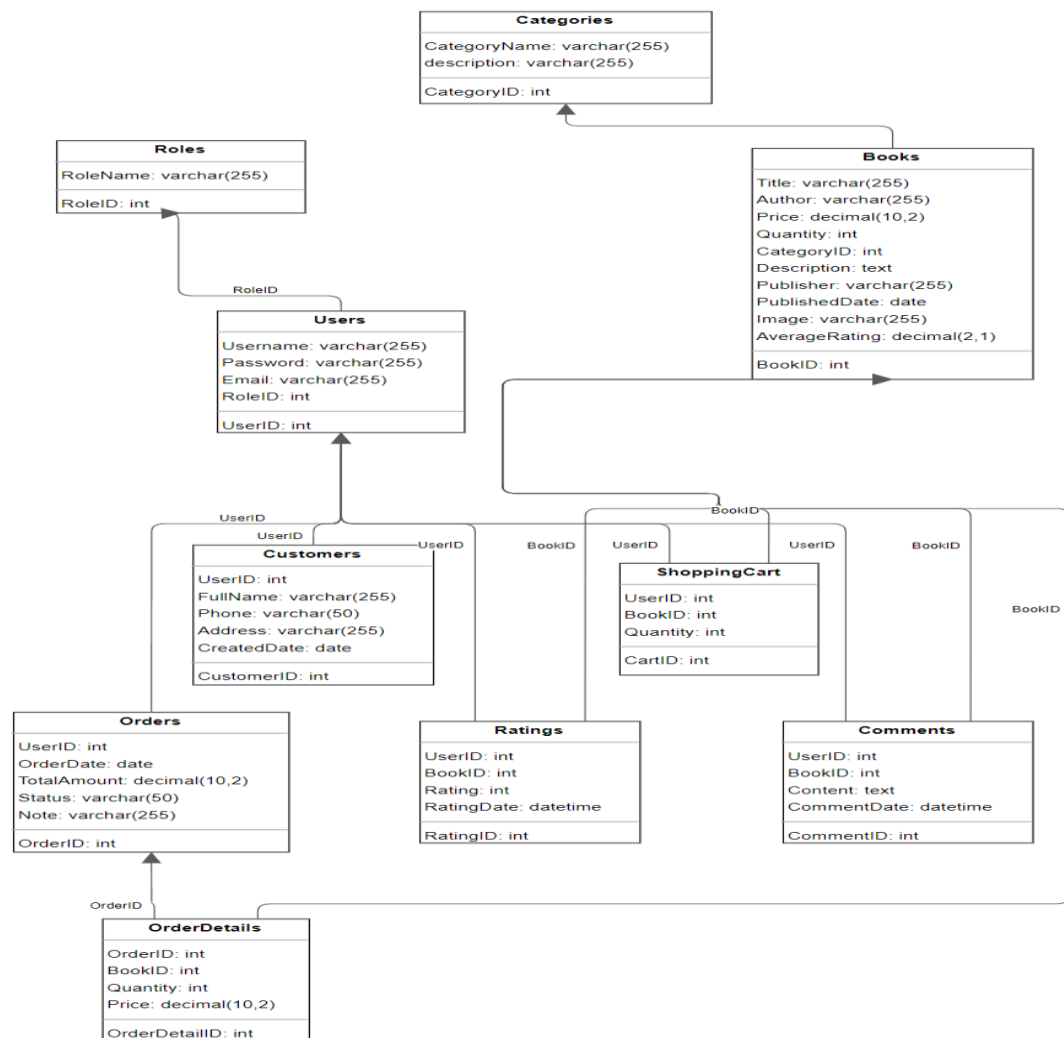 Categories
CategoryName: varchar(255)
description: varchar(255)
CategoryID: int
Roles
RoleName: varchar(255)
RoleID: int
Books
Title: varchar(255)
Author: varchar(255)
Price: decimal(10,2)
Quantity: int
CategoryID: int
Description: text
Publisher: varchar(255)
PublishedDate: date
Image: varchar(255)
AverageRating: decimal(2,1)
BookID: int
RoleID
Users
Username: varchar(255)
Password: varchar(255)
Email: varchar(255)
RoleID: int
UserID: int
UserID
UserID
UserID
BookID
UserID
BookID
UserID
BookID
BookID
Customers
UserID: int
FullName: varchar(255)
Phone: varchar(50)
Address: varchar(255)
CreatedDate: date
CustomerID: int
ShoppingCart
UserID: int
BookID: int
Quantity: int
CartID: int
Orders
UserID: int
OrderDate: date
TotalAmount: decimal(10,2)
Status: varchar(50)
Note: varchar(255)
OrderID: int
Ratings
UserID: int
BookID: int
Rating: int
RatingDate: datetime
RatingID: int
Comments
UserID: int
BookID: int
Content: text
CommentDate: datetime
CommentID: int
OrderID
OrderDetails
OrderID: int
BookID: int
Quantity: int
Price: decimal(10,2)
OrderDetailID: int